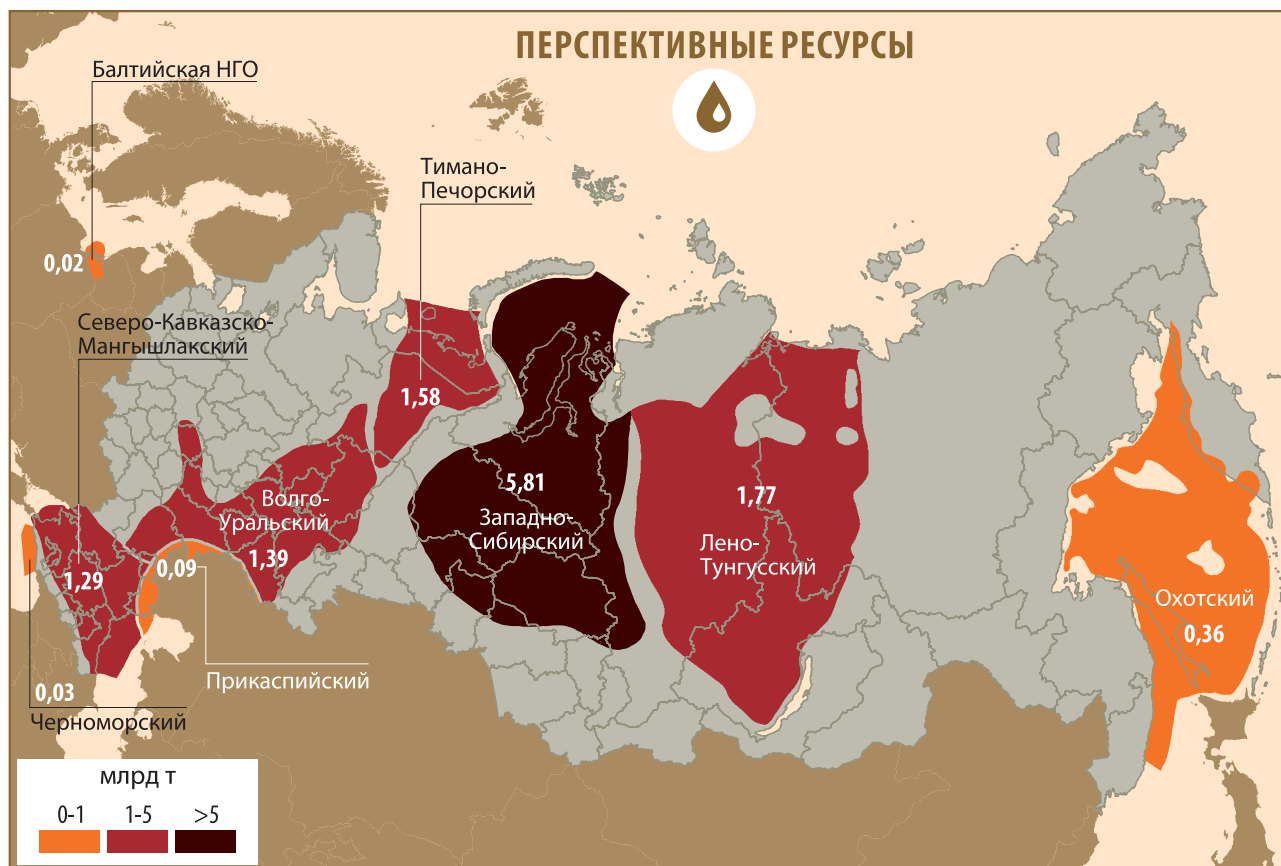 ПЕРСПЕКТИВНЫЕ РЕСУРСЫ
Балтийская НГО
0,02
Тимано-
Печорский
1,58
Северо-Кавказско-
Мангышлакский
1,29
Волго-
Уральский
1,39
0,09
Прикаспийский
0,03
Черноморский
5,81
Западно-
Сибирский
1,77
Лено-
Тунгусский
Охотский
0,36
млрд т
0-1 1-5 >5